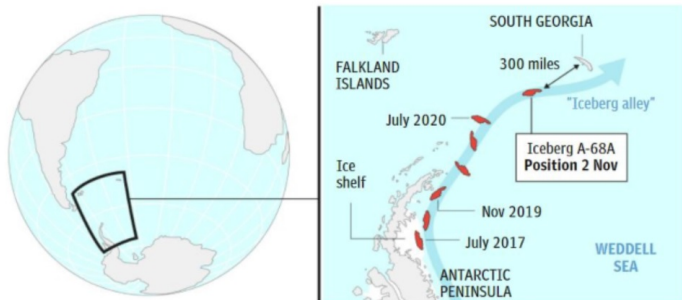 SOUTH GEORGIA
300 miles
FALKLAND
ISLANDS
"Iceberg alley"
July 2020
Iceberg A-68A
Position 2 Nov
Ice
shelf
Nov 2019
July 2017
WEDDELL
SEA
ANTARCTIC
PENINSULA